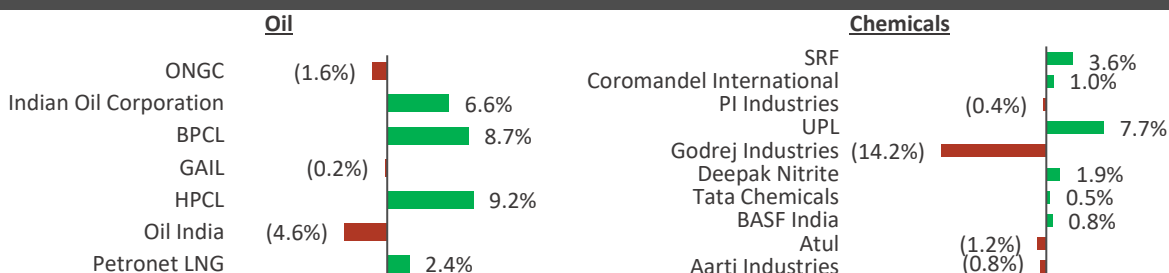 Oil
ONGC (1.6%)
Indian Oil Corporation 6.6%
BPCL 8.7%
GAIL (0.2%)
HPCL 9.2%
Oil India (4.6%)
Petronet LNG 2.4%
Chemicals
SRF 3.6%
Coromandel International 1.0%
PI Industries (0.4%)
UPL 7.7%
Godrej Industries (14.2%)
Deepak Nitrite 1.9%
Tata Chemicals 0.5%
BASF India 0.8%
Atul (1.2%)
Aarti Industries (0.8%)